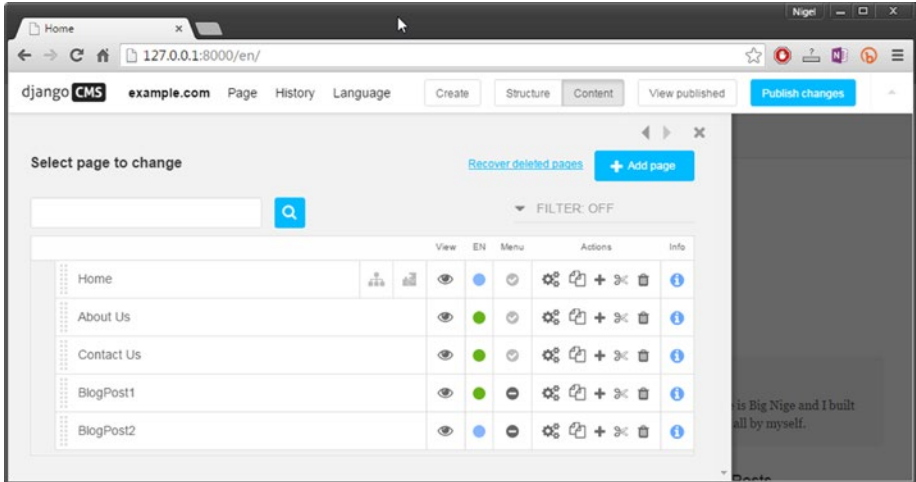 Nigel
Home
127.0.0.1:8000/en/
django CMS example.com Page History Language Create Structure Content View published Publish changes
Select page to change Recover deleted pages Add page
FILTER: OFF
View EN Menu Actions Info
Home
About Us
Contact Us
BlogPost1
BlogPost2
is Big Nige and I built
all by myself.